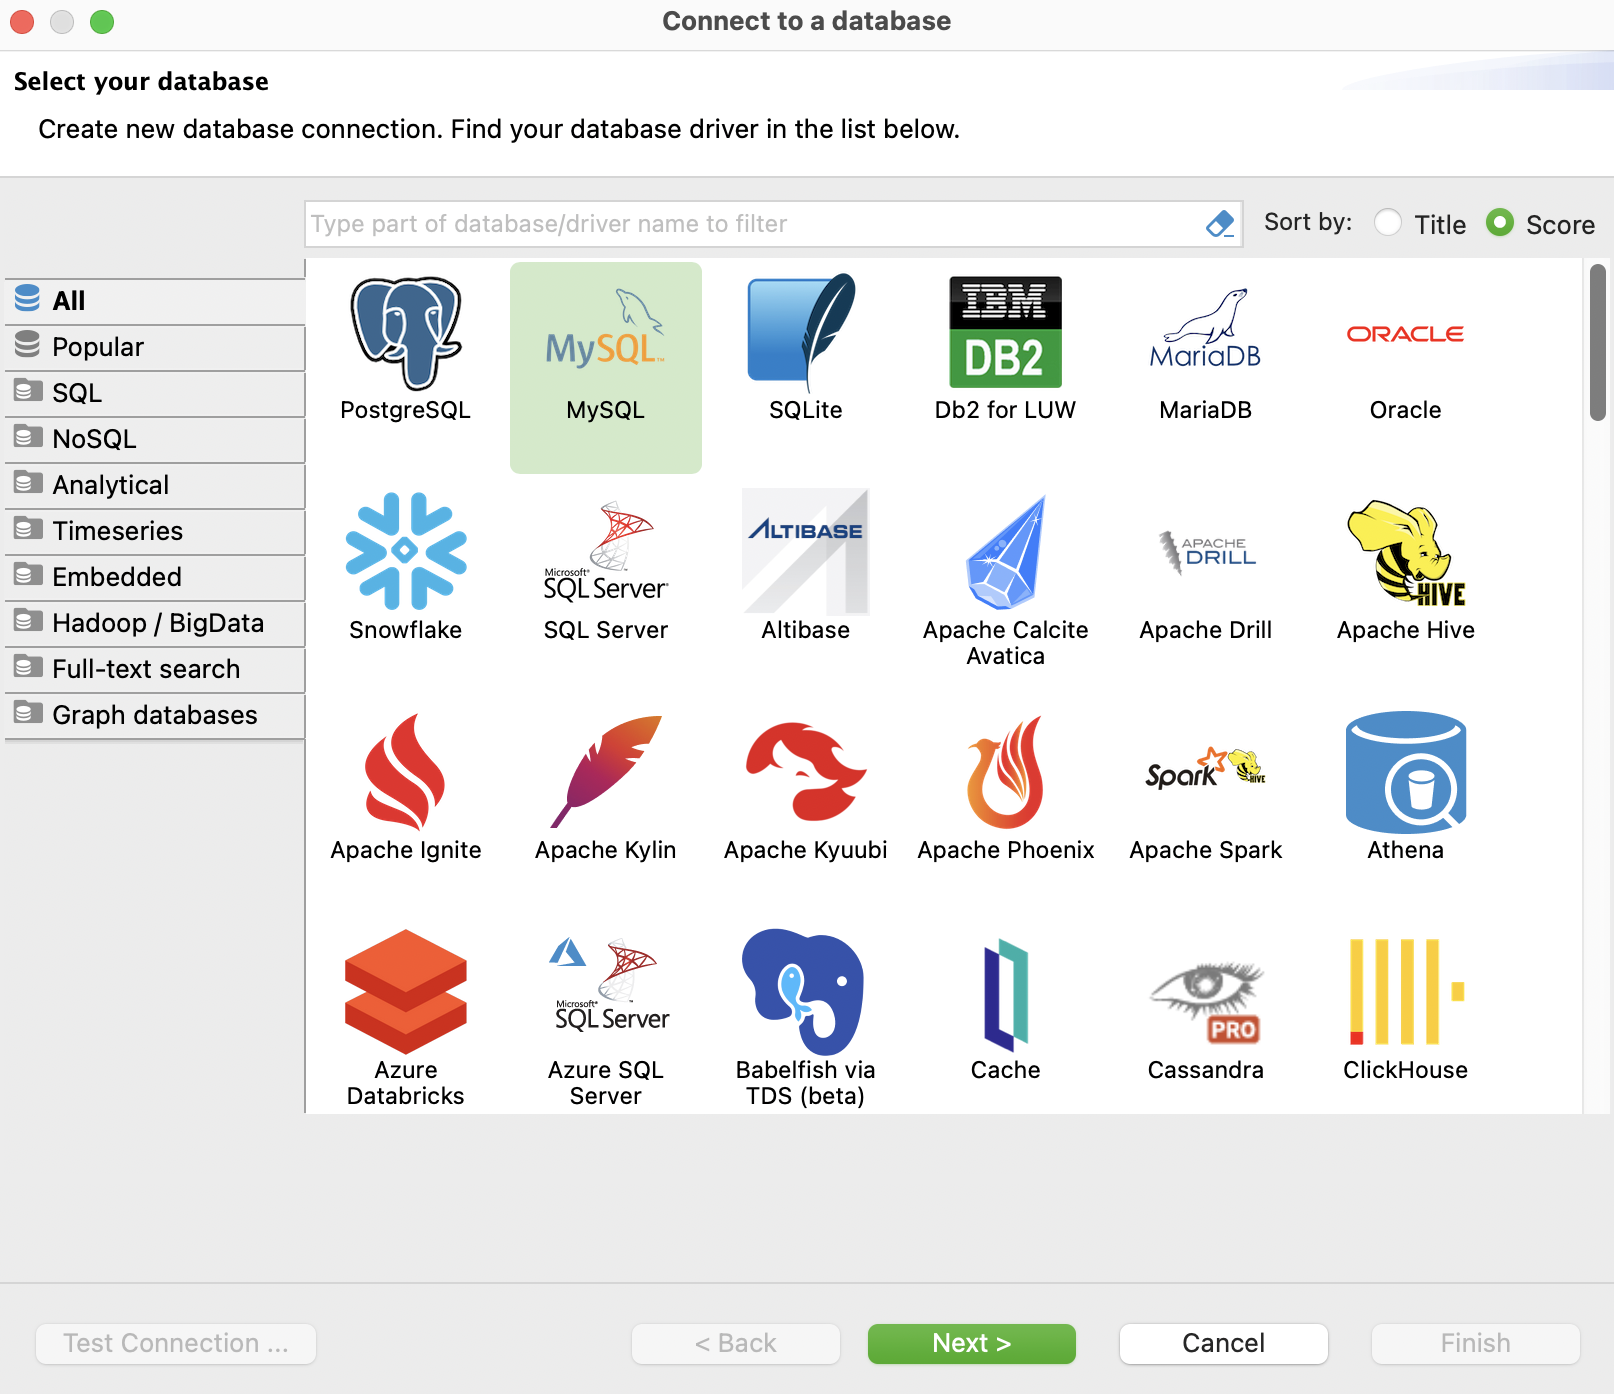 Connect to a database
Select your database
Create new database connection. Find your database driver in the list below.
Type part of database/driver name to filter
Sort by: Title Score
All
Popular
SQL
NoSQL
Analytical
Timeseries
Embedded
Hadoop / BigData
Full-text search
Graph databases
MySQL™
IBM
DB2
MariaDB
ORACLE
PostgreSQL MySQL SQLite Db2 for LUW MariaDB Oracle
Microsoft®
SQL Server®
ALTIBASE
APACHE
DRILL
HIVE
Snowflake SQL Server Altibase Apache Calcite Apache Drill Apache Hive
Avatica
Spark HIVE
Apache Ignite Apache Kylin Apache Kyuubi Apache Phoenix Apache Spark Athena
Microsoft®
SQL Server
PRO
Azure Azure SQL Babelfish via Cache Cassandra ClickHouse
Databricks Server TDS (beta)
Test Connection ... < Back Next > Cancel Finish